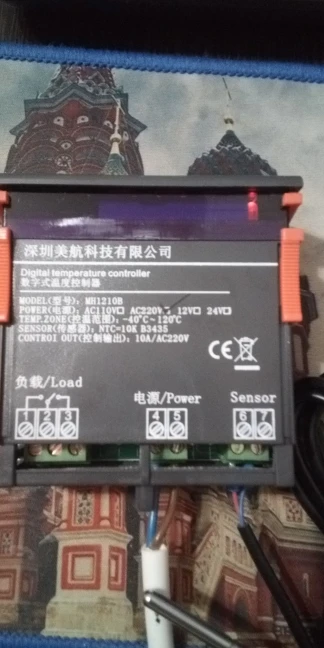 深圳美航科技有限公司
Digital temperature controller
数字式温度控制器
MODEL(型号): MH1210B
POWER(电源): AC110V□ AC220V☑ 12V□ 24V□
TEMP.ZONE(控温范围): -40℃~120℃
SENSOR(传感器): NTC=10K B3435
CONTROL OUT(控制输出): 10A/AC220V
CE
负载/Load 电源/Power Sensor
1 2 3 4 5 6 7